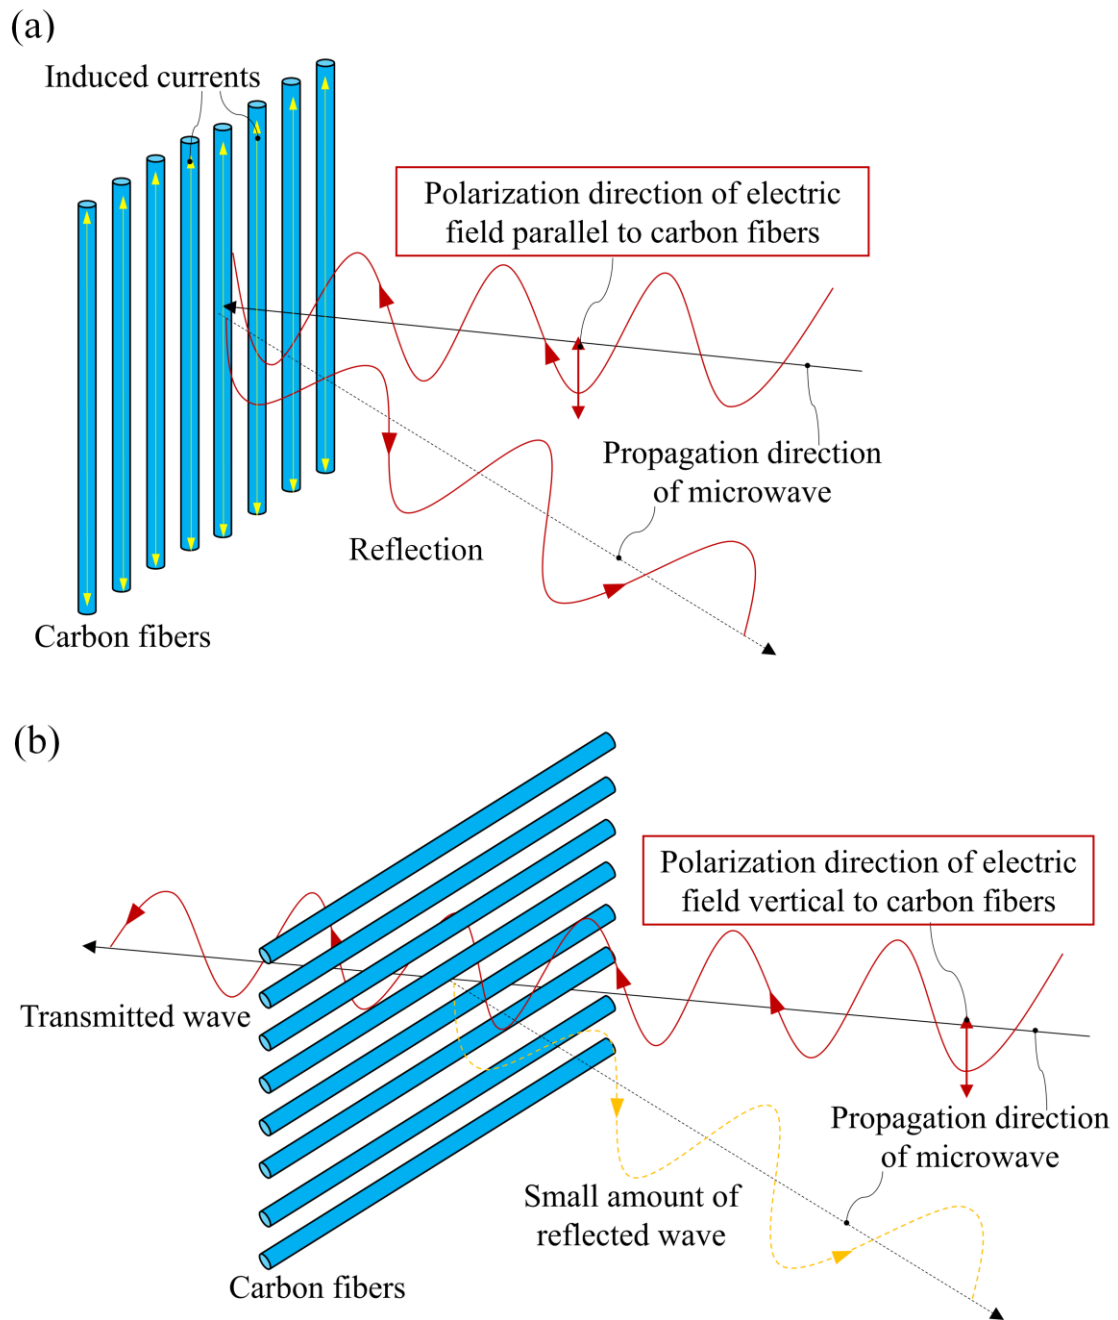 (a)
Induced currents
Polarization direction of electric
field parallel to carbon fibers
Propagation direction
of microwave
Reflection
Carbon fibers
(b)
Polarization direction of electric
field vertical to carbon fibers
Transmitted wave
Propagation direction
of microwave
Small amount of
reflected wave
Carbon fibers